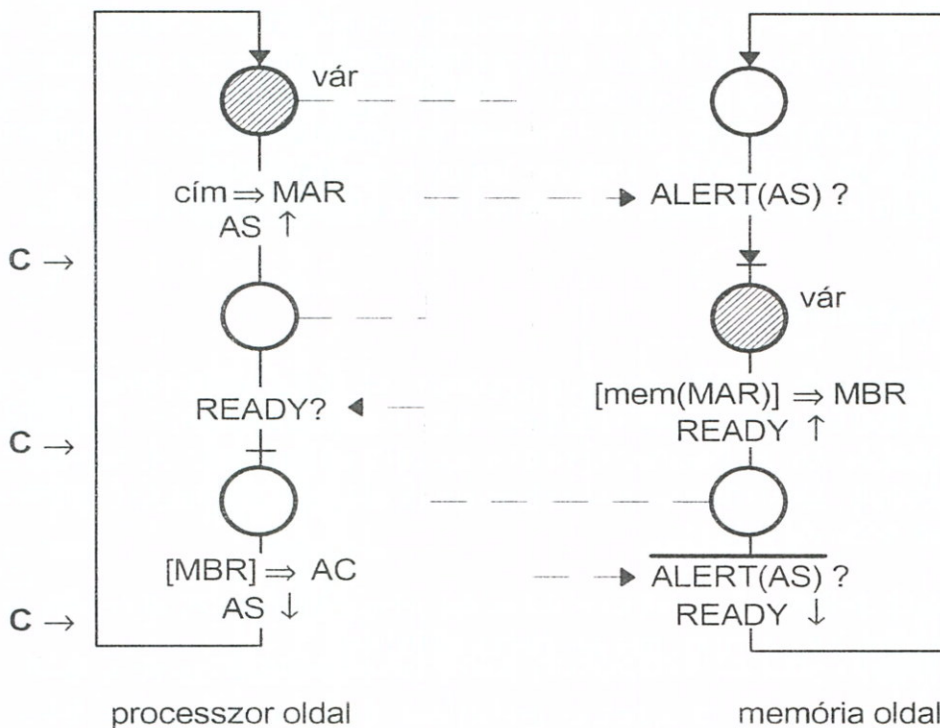 vár
cím ⇒ MAR
AS ↑
ALERT(AS) ?
C →
vár
READY?
[mem(MAR)] ⇒ MBR
READY ↑
C →
[MBR] ⇒ AC
AS ↓
ALERT(AS) ?
READY ↓
C →
processzor oldal
memória oldal